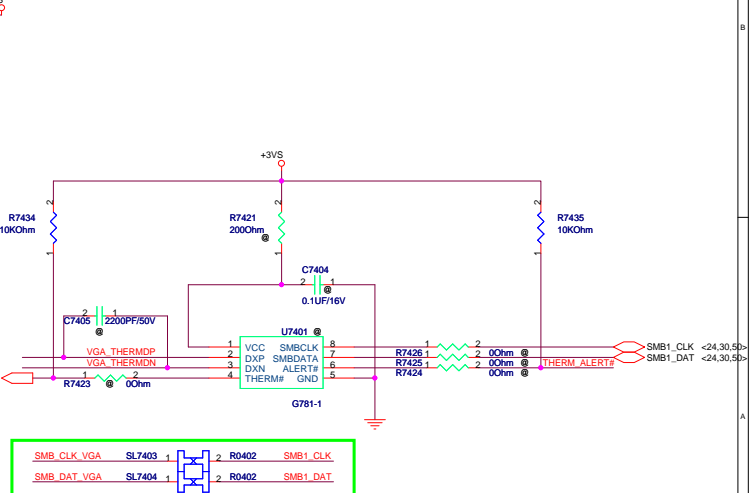 B
+3VS
2
2
2
R7434
10KOhm
R7421
200Ohm
@
R7435
10KOhm
1
1
1
C7404
2
1
@
0.1UF/16V
2
1
C7405
2200PF/50V
@
U7401 @
1
VCC
SMBCLK
8
1
2
SMB1_CLK <24,30,50>
VGA_THERMDP
2
DXP
SMBDATA
7
R7426
1
2
0Ohm @
SMB1_DAT <24,30,50>
VGA_THERMDN
3
DXN
ALERT#
6
R7425
1
2
0Ohm @
THERM_ALERT#
1
2
4
THERM#
GND
5
R7424
0Ohm @
R7423
@
0Ohm
G781-1
A
SMB_CLK_VGA
SL7403
1
2
R0402
SMB1_CLK
SMB_DAT_VGA
SL7404
1
2
R0402
SMB1_DAT